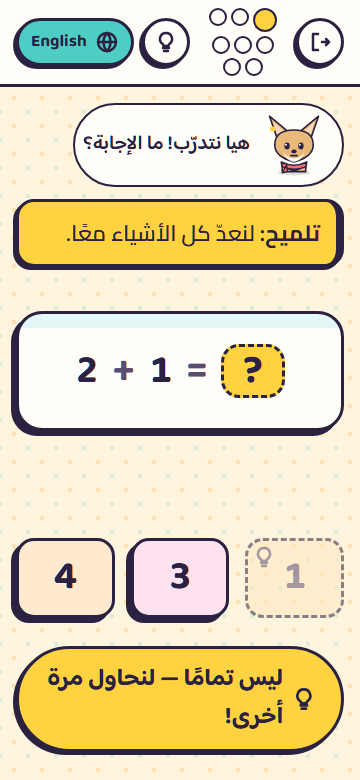 English
هيا نتدرّب! ما الإجابة؟
تلميح: لنعدّ كل الأشياء معًا.
2 + 1 = ?
4 3 1
ليس تمامًا – لنحاول مرة
أخرى!